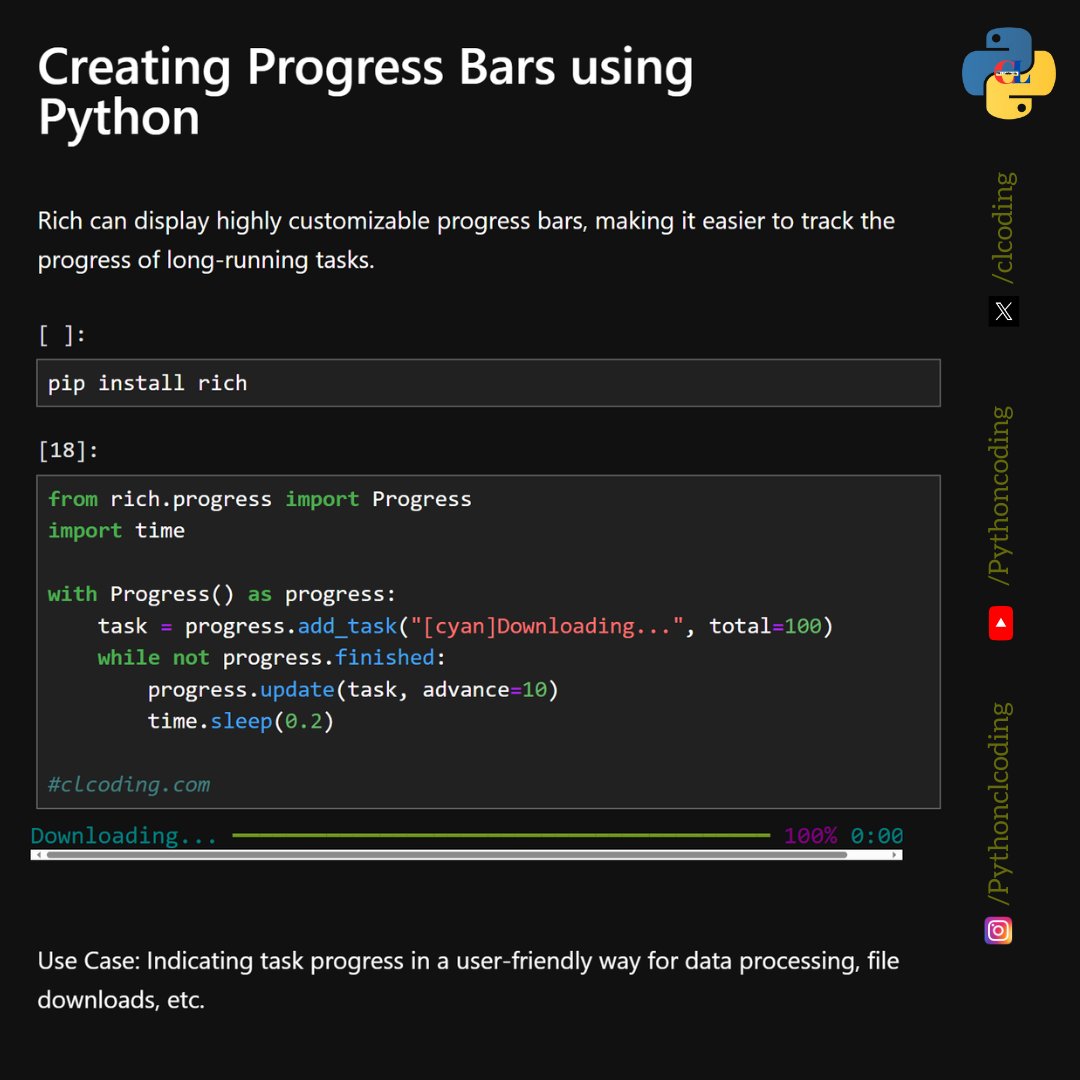 Creating Progress Bars using
Python
Rich can display highly customizable progress bars, making it easier to track the
progress of long-running tasks.
[ ]:
pip install rich
[18]:
from rich.progress import Progress
import time
with Progress() as progress:
    task = progress.add_task("[cyan]Downloading...", total=100)
    while not progress.finished:
        progress.update(task, advance=10)
        time.sleep(0.2)
#clcoding.com
Downloading... 100% 0:00
Use Case: Indicating task progress in a user-friendly way for data processing, file
downloads, etc.
CL
/clcoding
/Pythoncoding
/Pythonclcoding